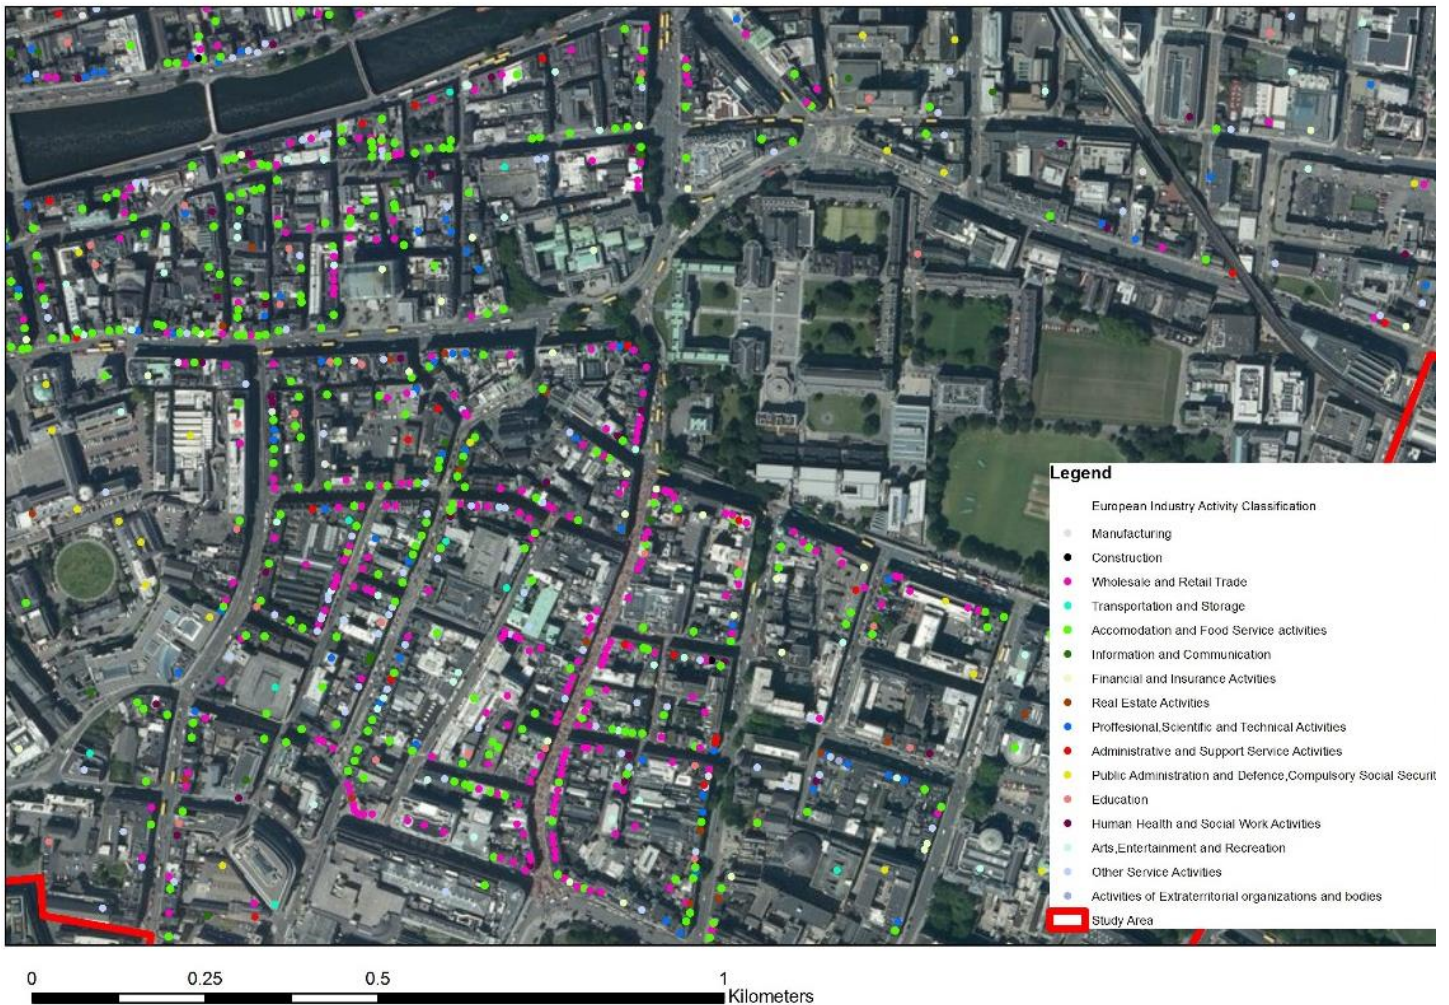 Legend
European Industry Activity Classification
Manufacturing
Construction
Wholesale and Retail Trade
Transportation and Storage
Accomodation and Food Service activities
Information and Communication
Financial and Insurance Actvities
Real Estate Activities
Proffesional,Scientific and Technical Activities
Administrative and Support Service Activities
Public Administration and Defence,Compulsory Social Securit
Education
Human Health and Social Work Activities
Arts,Entertainment and Recreation
Other Service Activities
Activities of Extraterritorial organizations and bodies
Study Area
0 0.25 0.5 1
Kilometers